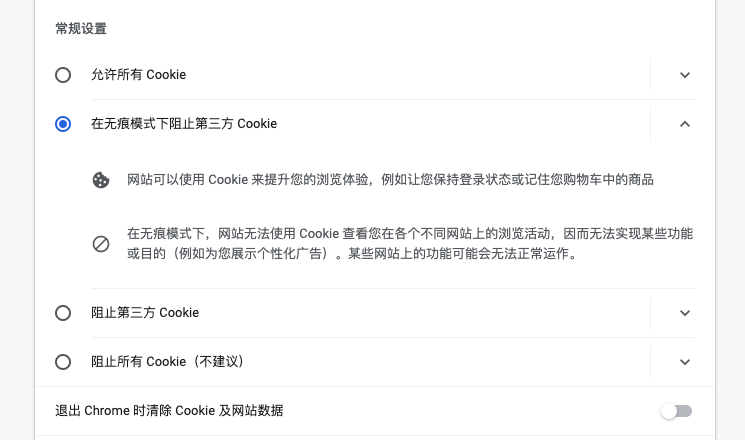 常规设置
允许所有 Cookie
在无痕模式下阻止第三方 Cookie
网站可以使用 Cookie 来提升您的浏览体验，例如让您保持登录状态或记住您购物车中的商品
在无痕模式下，网站无法使用 Cookie 查看您在各个不同网站上的浏览活动，因而无法实现某些功能
或目的（例如为您展示个性化广告）。某些网站上的功能可能会无法正常运作。
阻止第三方 Cookie
阻止所有 Cookie（不建议）
退出 Chrome 时清除 Cookie 及网站数据